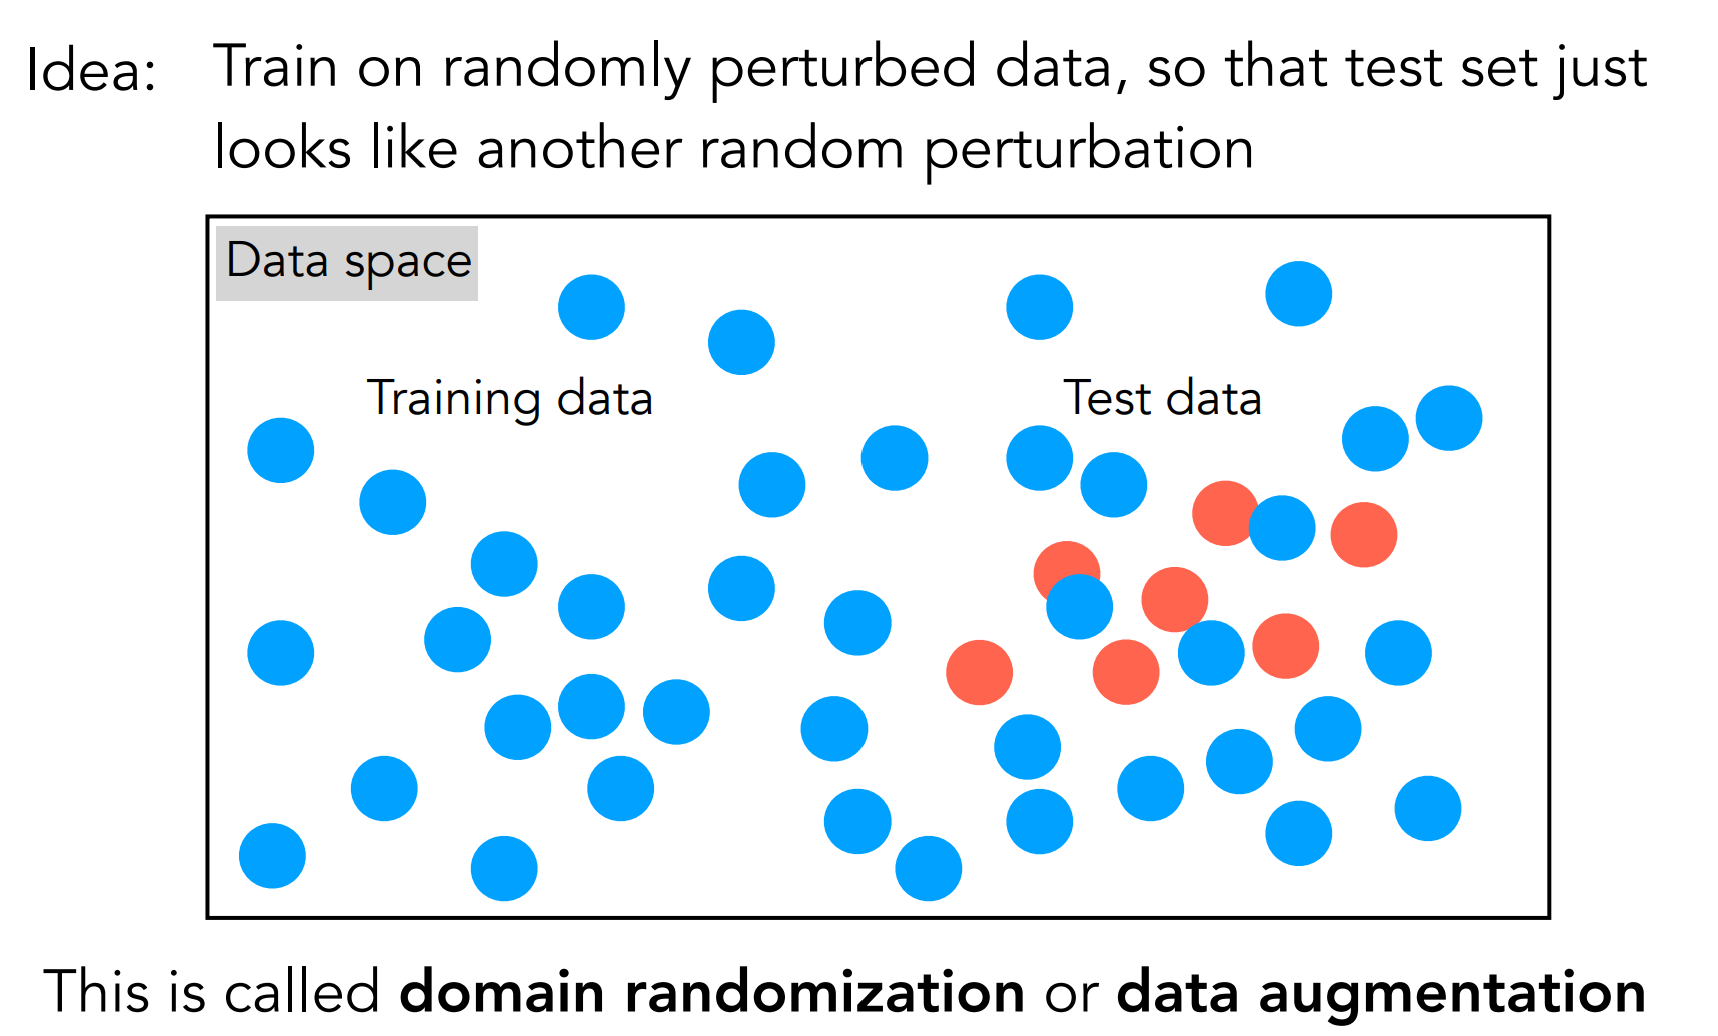 Idea: Train on randomly perturbed data, so that test set just
looks like another random perturbation
Data space
Training data
Test data
This is called domain randomization or data augmentation